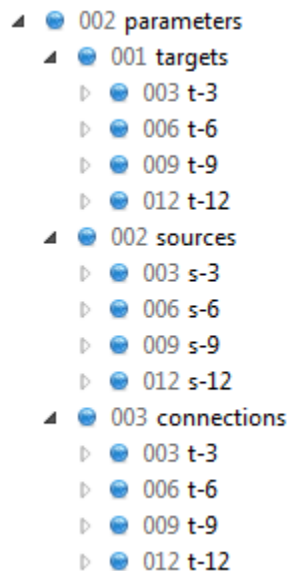 002 parameters
001 targets
003 t-3
006 t-6
009 t-9
012 t-12
002 sources
003 s-3
006 s-6
009 s-9
012 s-12
003 connections
003 t-3
006 t-6
009 t-9
012 t-12